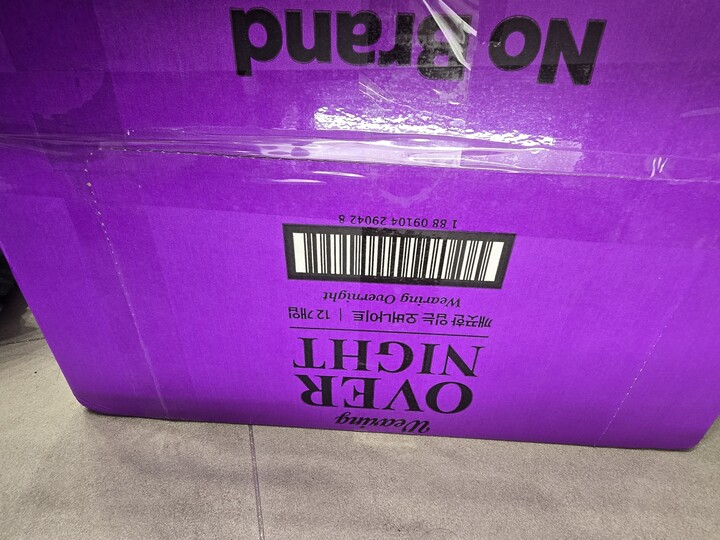 Wearing
OVER
NIGHT
깨끗한 입는 오버나이트 | 12개입
Wearing Overnight
1 88 09104 29042 8
No Brand